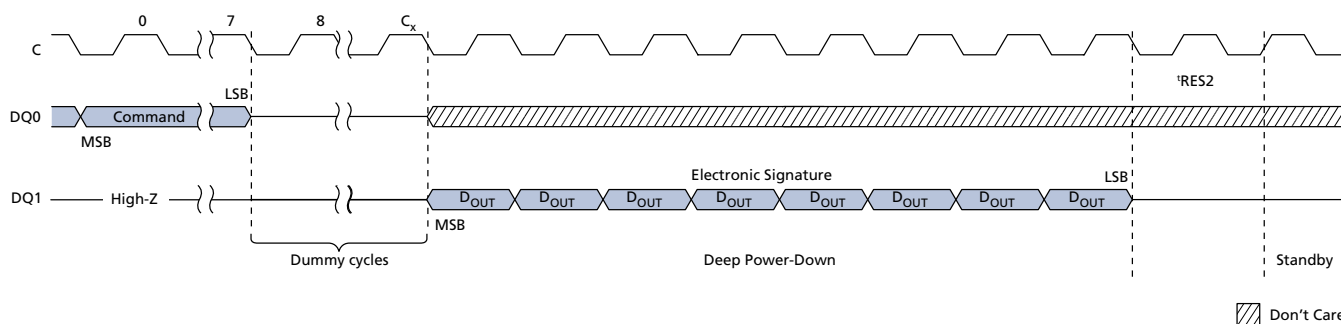 0 7 8 Cx
C
tRES2
LSB
DQ0 Command
MSB
Electronic Signature LSB
DQ1 High-Z DOUT DOUT DOUT DOUT DOUT DOUT DOUT DOUT
MSB
Dummy cycles Deep Power-Down Standby
Don't Care